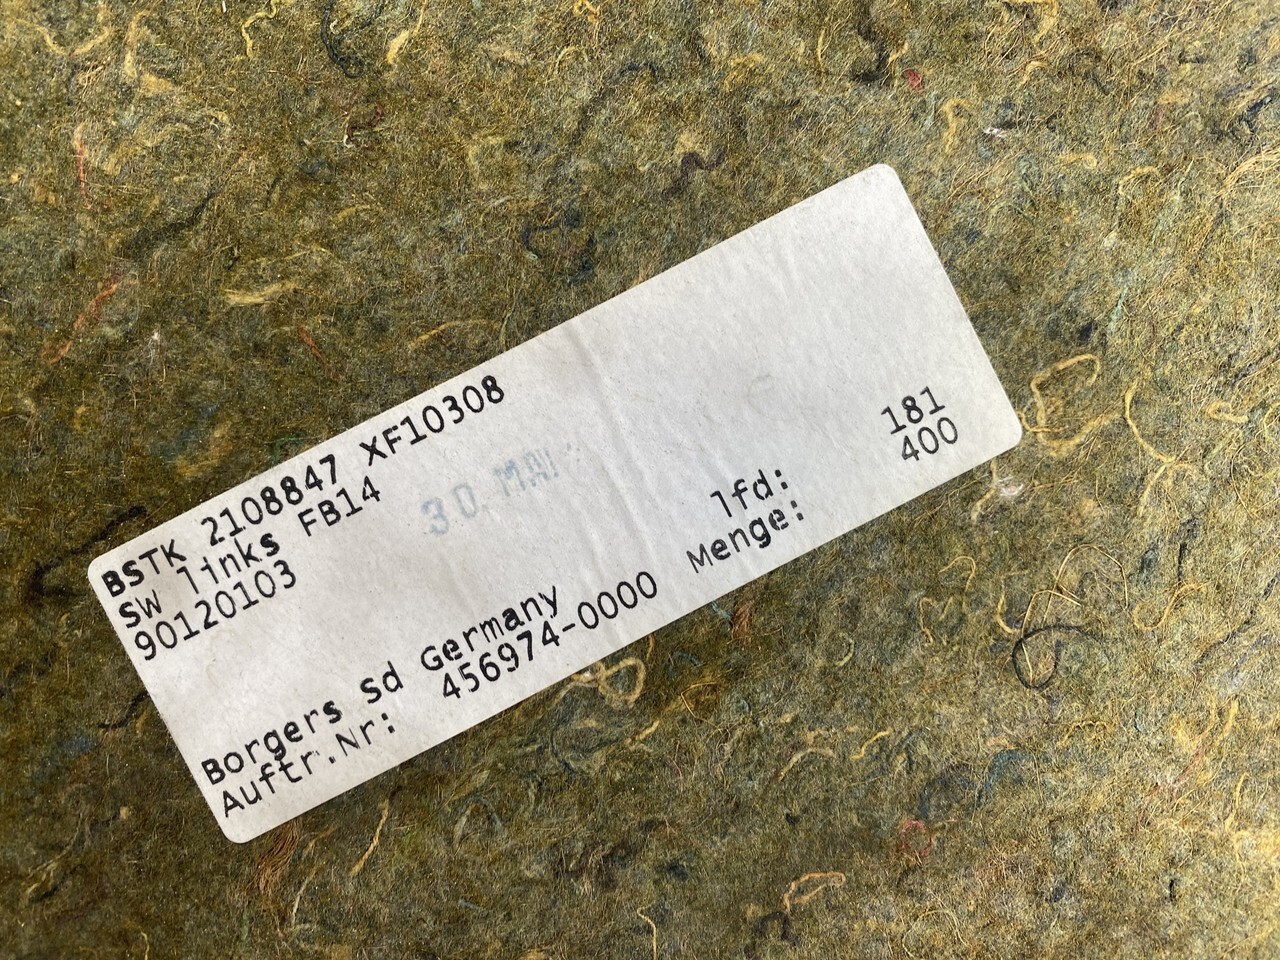 BSTK 2108847 XF10308
SW links FB14
90120103
30. MAI
Borgers Sd Germany
Auftr.Nr: 456974-0000
lfd: 181
Menge: 400